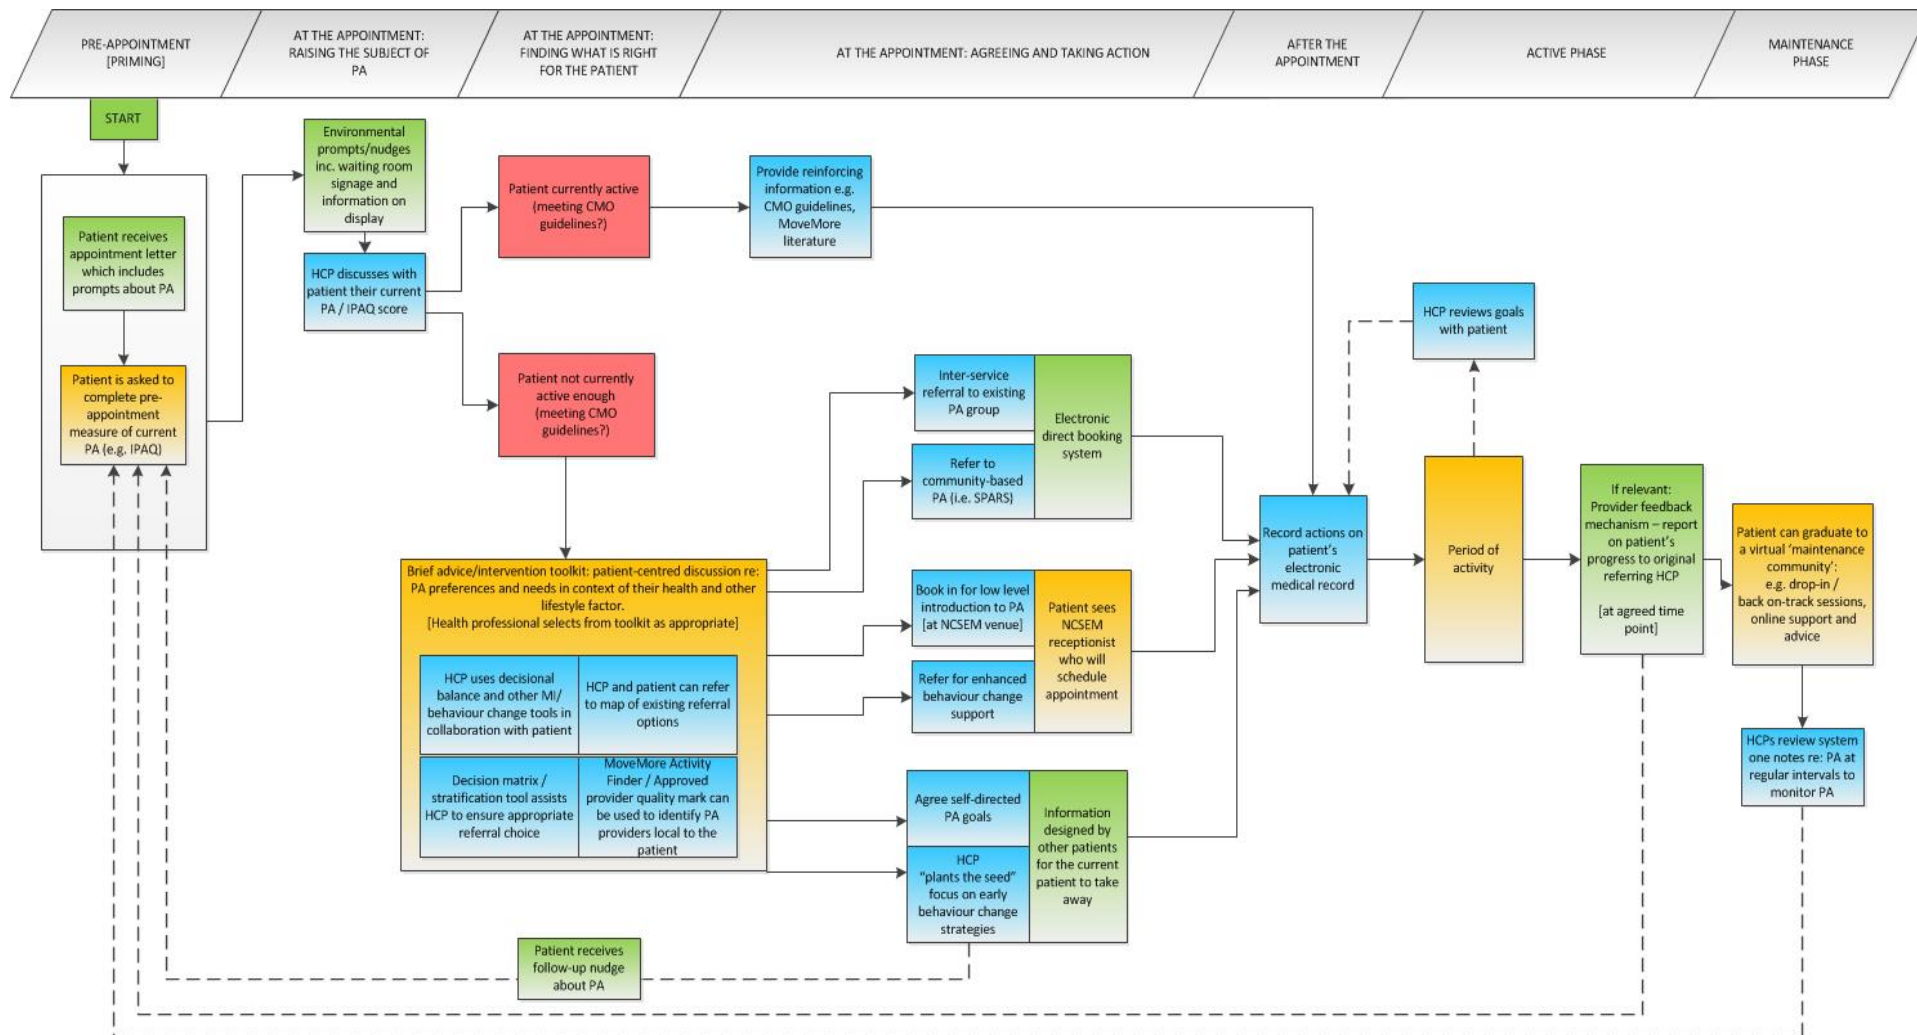 PRE-APPOINTMENT
[PRIMING]
AT THE APPOINTMENT:
RAISING THE SUBJECT OF
PA
AT THE APPOINTMENT:
FINDING WHAT IS RIGHT
FOR THE PATIENT
AT THE APPOINTMENT: AGREEING AND TAKING ACTION
AFTER THE
APPOINTMENT
ACTIVE PHASE
MAINTENANCE
PHASE
START
Patient receives
appointment letter
which includes
prompts about PA
Patient is asked to
complete pre-
appointment
measure of current
PA (e.g. IPAQ)
Environmental
prompts/nudges
inc. waiting room
signage and
information on
display
HCP discusses with
patient their current
PA / IPAQ score
Patient currently active
(meeting CMO
guidelines?)
Provide reinforcing
information e.g.
CMO guidelines,
MoveMore
literature
Patient not currently
active enough
(meeting CMO
guidelines?)
Brief advice/intervention toolkit: patient-centred discussion re:
PA preferences and needs in context of their health and other
lifestyle factor.
[Health professional selects from toolkit as appropriate]
HCP uses decisional
balance and other MI/
behaviour change tools in
collaboration with patient
HCP and patient can refer
to map of existing referral
options
Decision matrix /
stratification tool assists
HCP to ensure appropriate
referral choice
MoveMore Activity
Finder / Approved
provider quality mark can
be used to identify PA
providers local to the
patient
Inter-service
referral to existing
PA group
Refer to
community-based
PA (i.e. SPARS)
Electronic
direct booking
system
Book in for low level
introduction to PA
[at NCSEM venue]
Refer for enhanced
behaviour change
support
Patient sees
NCSEM
receptionist
who will
schedule
appointment
Agree self-directed
PA goals
HCP
"plants the seed"
focus on early
behaviour change
strategies
Information
designed by
other patients
for the current
patient to take
away
Patient receives
follow-up nudge
about PA
Record actions on
patient's
electronic
medical record
HCP reviews goals
with patient
Period of
activity
If relevant:
Provider feedback
mechanism – report
on patient's
progress to original
referring HCP
[at agreed time
point]
Patient can graduate to
a virtual 'maintenance
community':
e.g. drop-in /
back on-track sessions,
online support and
advice
HCPs review system
one notes re: PA at
regular intervals to
monitor PA